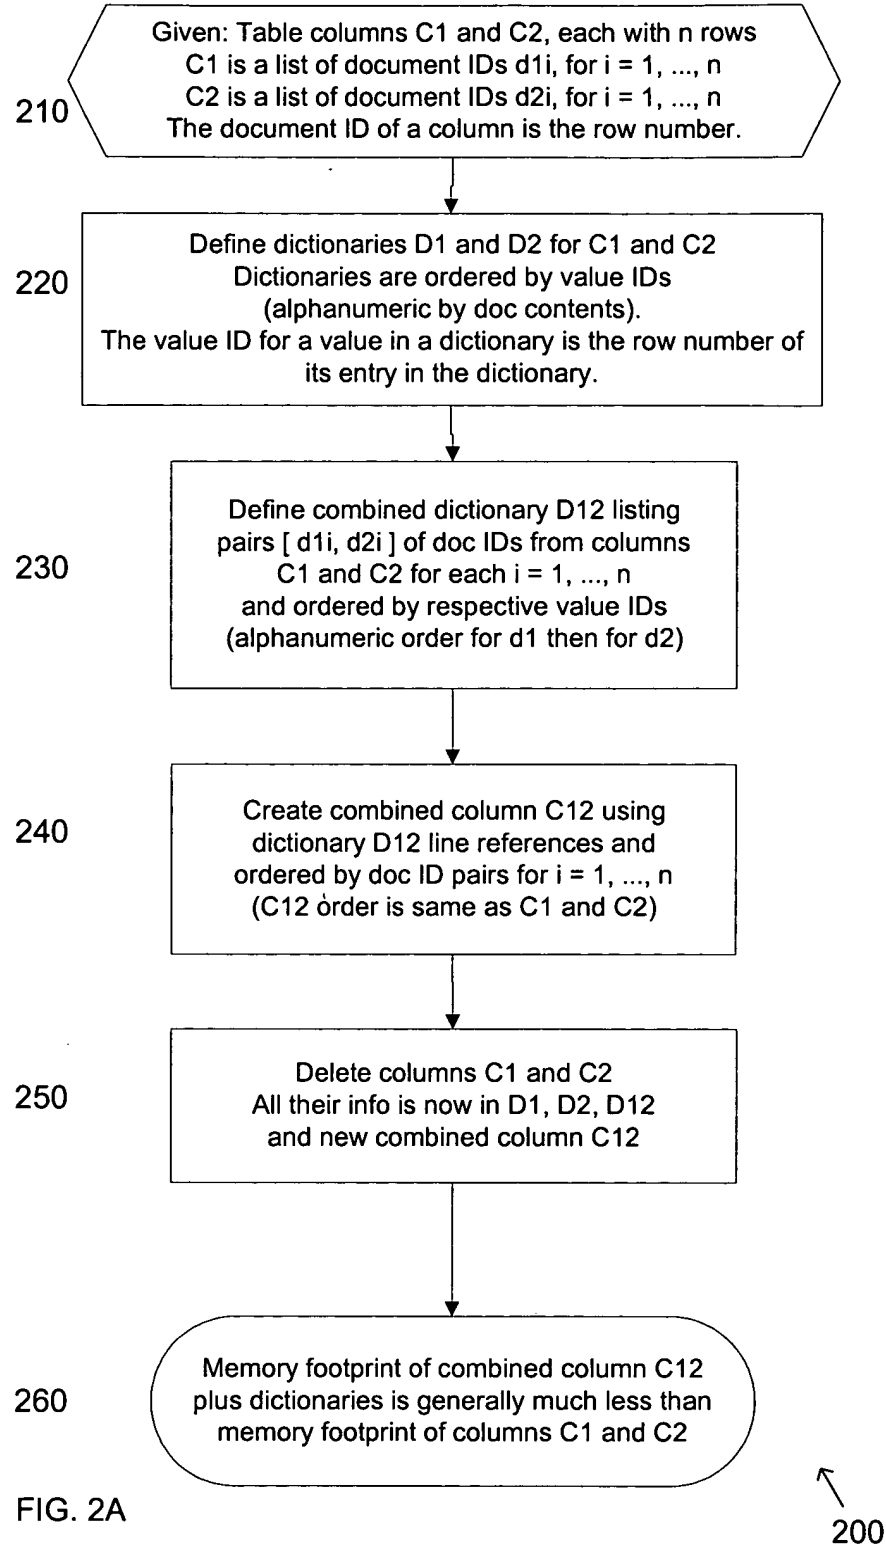 Given: Table columns C1 and C2, each with n rows
C1 is a list of document IDs d1i, for i = 1, ..., n
C2 is a list of document IDs d2i, for i = 1, ..., n
The document ID of a column is the row number.
210
Define dictionaries D1 and D2 for C1 and C2
Dictionaries are ordered by value IDs
(alphanumeric by doc contents).
The value ID for a value in a dictionary is the row number of
its entry in the dictionary.
220
Define combined dictionary D12 listing
pairs [ d1i, d2i ] of doc IDs from columns
C1 and C2 for each i = 1, ..., n
and ordered by respective value IDs
(alphanumeric order for d1 then for d2)
230
Create combined column C12 using
dictionary D12 line references and
ordered by doc ID pairs for i = 1, ..., n
(C12 order is same as C1 and C2)
240
Delete columns C1 and C2
All their info is now in D1, D2, D12
and new combined column C12
250
Memory footprint of combined column C12
plus dictionaries is generally much less than
memory footprint of columns C1 and C2
260
FIG. 2A
200